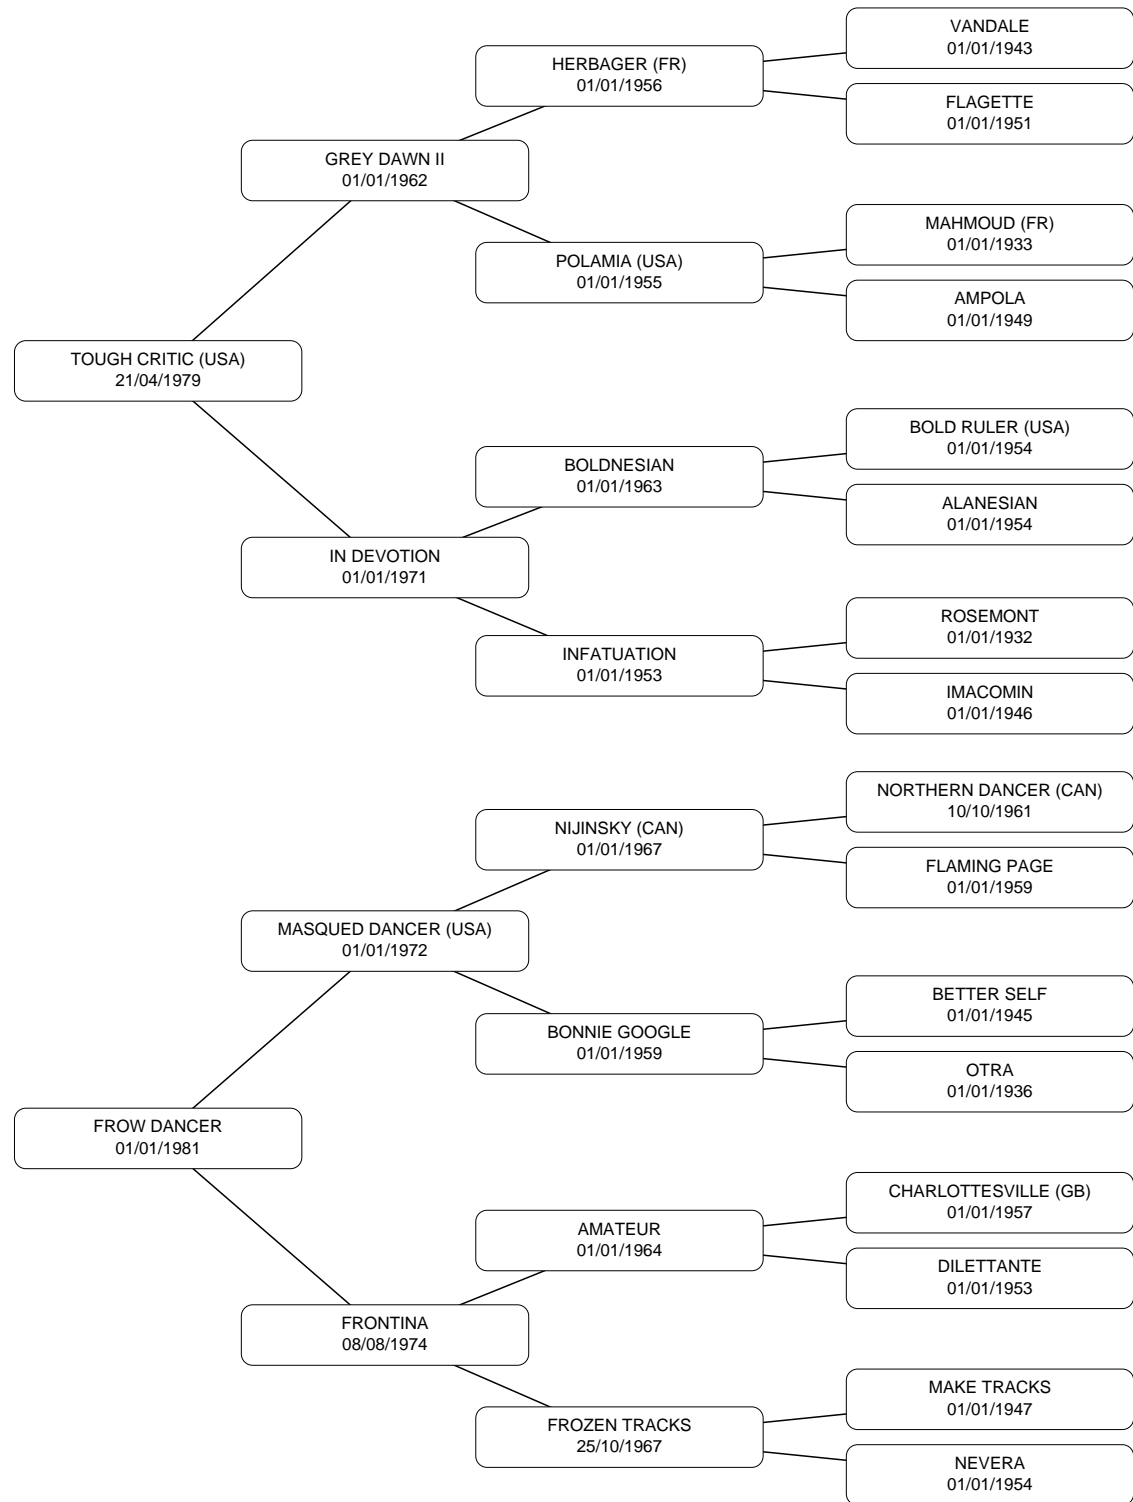 VANDALE
01/01/1943
HERBAGER (FR)
01/01/1956
FLAGETTE
01/01/1951
GREY DAWN II
01/01/1962
MAHMOUD (FR)
01/01/1933
POLAMIA (USA)
01/01/1955
AMPOLA
01/01/1949
TOUGH CRITIC (USA)
21/04/1979
BOLD RULER (USA)
01/01/1954
BOLDNESIAN
01/01/1963
ALANESIAN
01/01/1954
IN DEVOTION
01/01/1971
ROSEMONT
01/01/1932
INFATUATION
01/01/1953
IMACOMIN
01/01/1946
NORTHERN DANCER (CAN)
10/10/1961
NIJINSKY (CAN)
01/01/1967
FLAMING PAGE
01/01/1959
MASQUED DANCER (USA)
01/01/1972
BETTER SELF
01/01/1945
BONNIE GOOGLE
01/01/1959
OTRA
01/01/1936
FROW DANCER
01/01/1981
CHARLOTTESVILLE (GB)
01/01/1957
AMATEUR
01/01/1964
DILETTANTE
01/01/1953
FRONTINA
08/08/1974
MAKE TRACKS
01/01/1947
FROZEN TRACKS
25/10/1967
NEVERA
01/01/1954